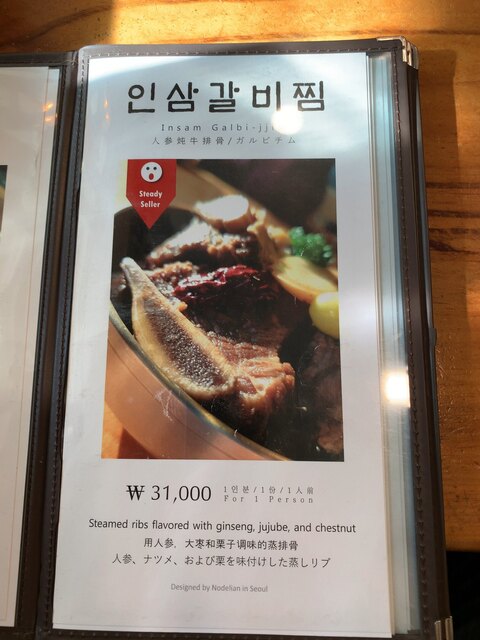 인삼갈비찜
Insam Galbi-jjim
人参炖牛排骨/ガルビチム
Steady
Seller
₩ 31,000
1인분/1份/1人前
For 1 Person
Steamed ribs flavored with ginseng, jujube, and chestnut
用人参，大枣和栗子调味的蒸排骨
人参、ナツメ、および栗を味付けした蒸しリブ
Designed by Nodelian in Seoul